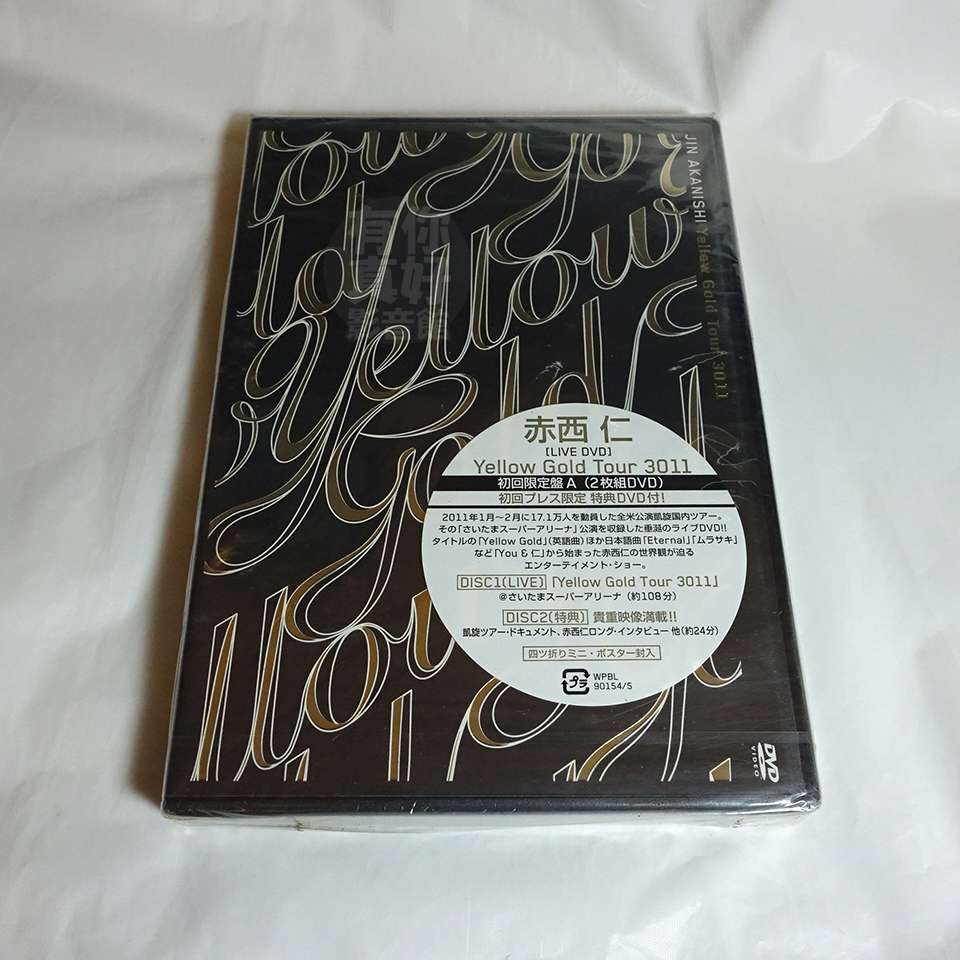 JIN AKANISHI Yellow Gold Tour 3011
Yellow
Gold
有你
真好
影音館
赤西 仁
[LIVE DVD]
Yellow Gold Tour 3011
初回限定盤A（2枚組DVD）
初回プレス限定 特典DVD付!
2011年1月〜2月に17.1万人を動員した全米公演凱旋国内ツアー。
その「さいたまスーパーアリーナ」公演を収録した垂涎のライブDVD!!
タイトルの「Yellow Gold」(英語曲)ほか日本語曲「Eternal」「ムラサキ」
など「You & 仁」から始まった赤西仁の世界観が迫る
エンターテイメント・ショー。
DISC1(LIVE)「Yellow Gold Tour 3011」
@さいたまスーパーアリーナ（約108分）
DISC2(特典) 貴重映像満載!!
凱旋ツアー・ドキュメント、赤西仁ロング・インタビュー 他(約24分)
四ツ折りミニ・ポスター封入
プラ
WPBL
90154/5
DVD
VIDEO